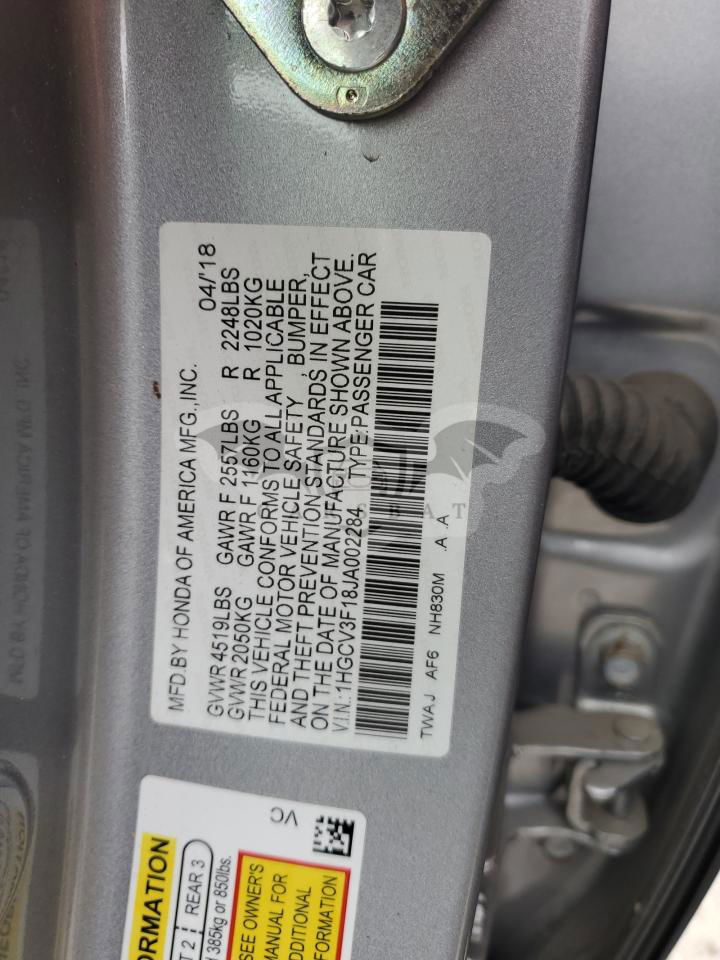 MFD.BY HONDA OF AMERICA MFG.,INC. 04/'18
GVWR 4519LBS GAWR F 2557LBS R 2248LBS
GVWR 2050KG GAWR F 1160KG R 1020KG
THIS VEHICLE CONFORMS TO ALL APPLICABLE
FEDERAL MOTOR VEHICLE SAFETY, BUMPER,
AND THEFT PREVENTION STANDARDS, IN EFFECT
ON THE DATE OF MANUFACTURE SHOWN ABOVE.
V.I.N.:1HGCV3F18JA002284 TYPE:PASSENGER CAR
TWAJ AF6 NH830M .A .A
VC
REAR 3
385kg or 850lbs.
SEE OWNER'S
MANUAL FOR